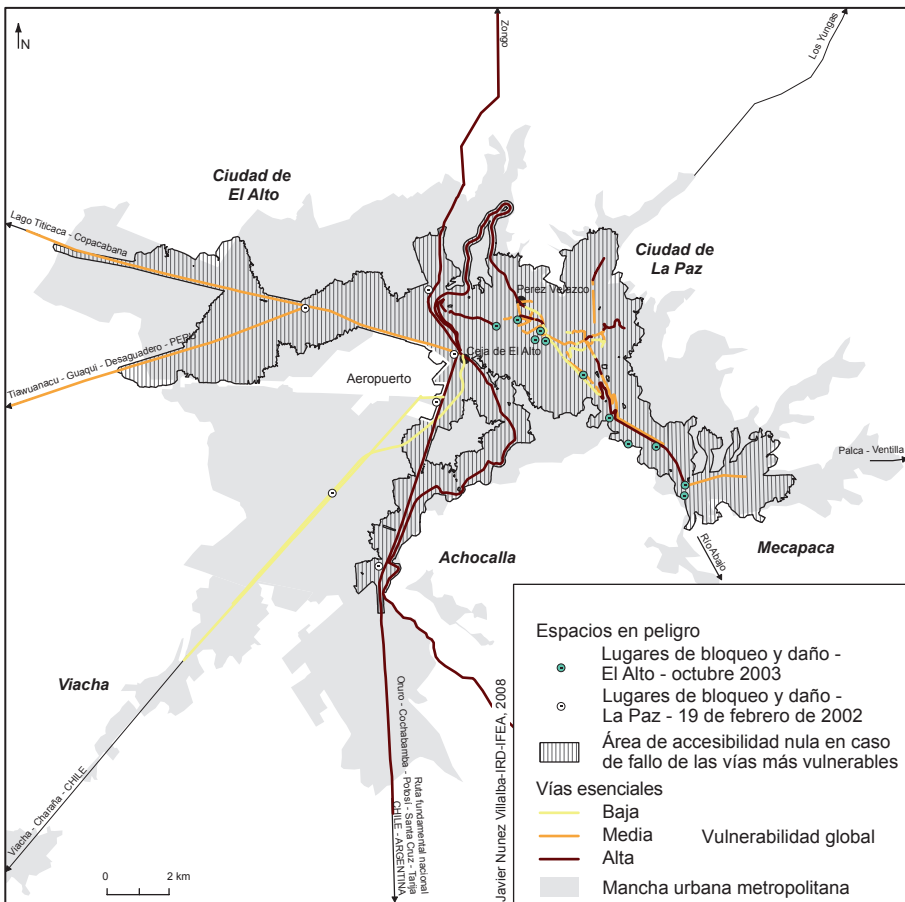 N
Zongo
Los Yungas
Ciudad de
El Alto
Lago Titicaca - Copacabana
Ciudad de
La Paz
Perez Velazco
Ceja de El Alto
Tiawuanacu - Guaqui - Desaguadero - PERU
Aeropuerto
Palca - Ventilla
Achocalla
Mecapaca
Río Abajo
Viacha
Viacha - Charaña - CHILE
Ruta fundamental nacional
Oruro - Cochabamba - Potosí - Santa Cruz - Tarija
CHILE - ARGENTINA
Javier Nunez Villalba-IRD-IFEA, 2008
0 2 km
Espacios en peligro
Lugares de bloqueo y daño -
El Alto - octubre 2003
Lugares de bloqueo y daño -
La Paz - 19 de febrero de 2002
Área de accesibilidad nula en caso
de fallo de las vías más vulnerables
Vías esenciales
Baja
Media Vulnerabilidad global
Alta
Mancha urbana metropolitana